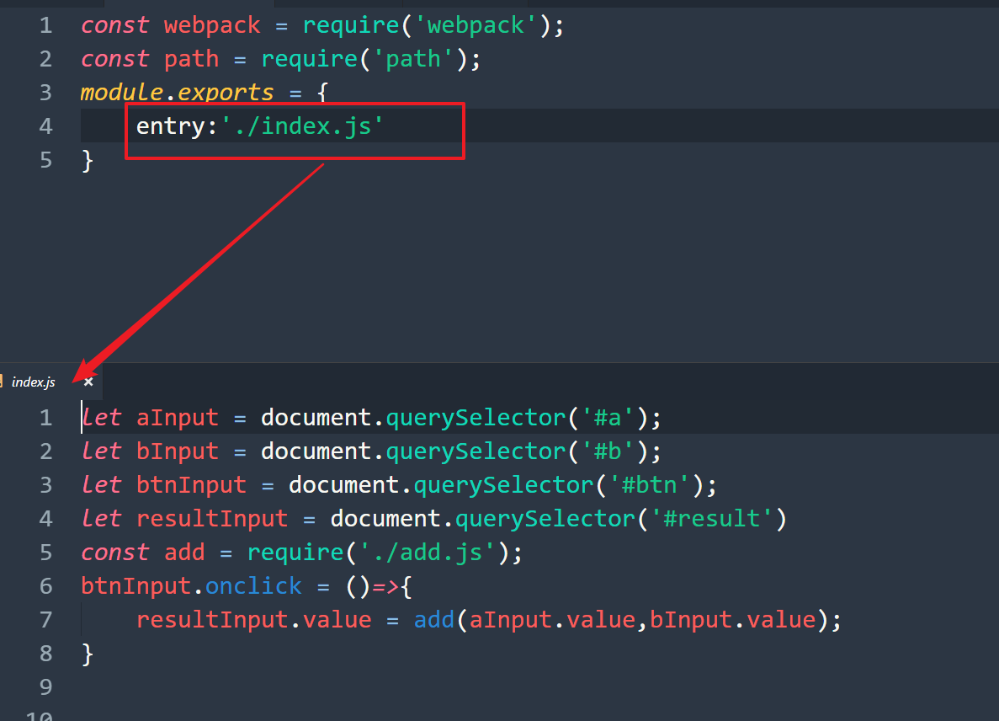 1 const webpack = require('webpack');
2 const path = require('path');
3 module.exports = {
4 entry:'./index.js'
5 }
index.js ×
1 let aInput = document.querySelector('#a');
2 let bInput = document.querySelector('#b');
3 let btnInput = document.querySelector('#btn');
4 let resultInput = document.querySelector('#result')
5 const add = require('./add.js');
6 btnInput.onclick = ()=>{
7 resultInput.value = add(aInput.value,bInput.value);
8 }
9
10